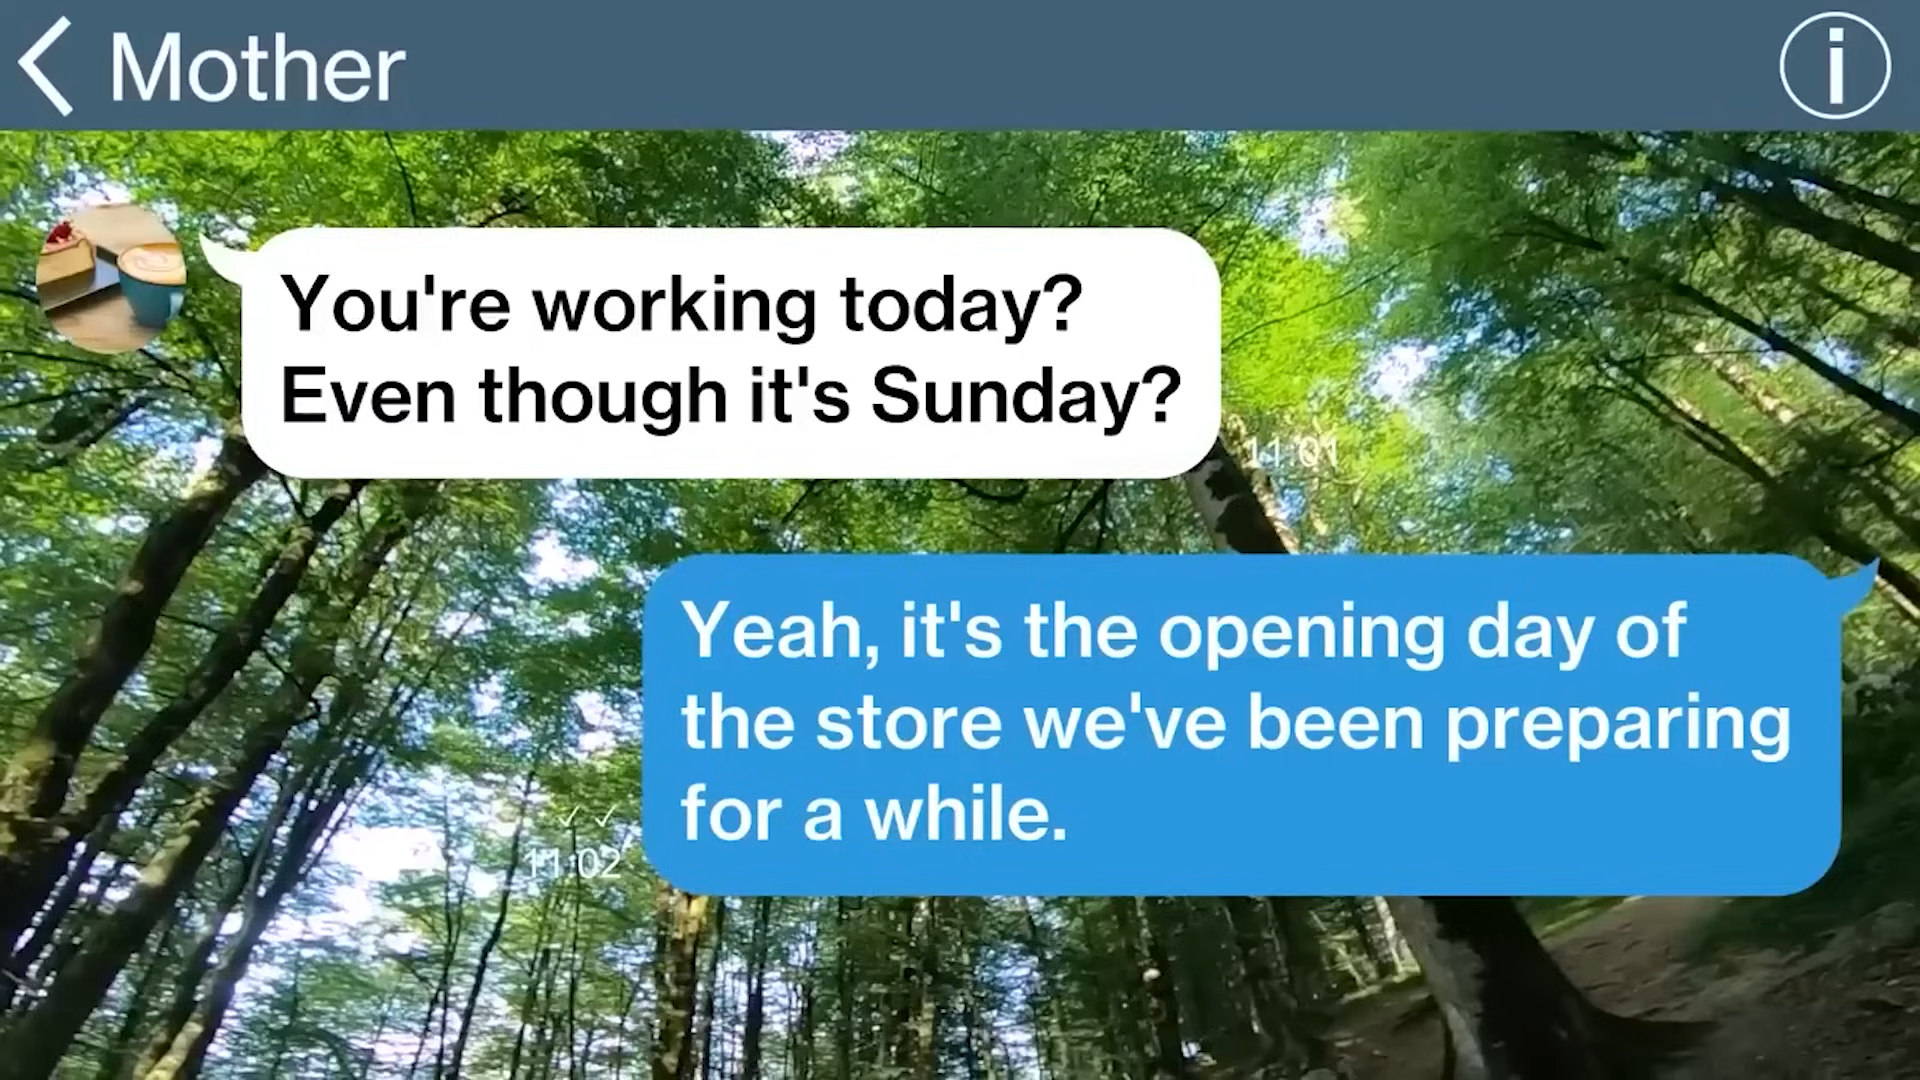 Mother
You're working today?
Even though it's Sunday?
11:01
Yeah, it's the opening day of
the store we've been preparing
for a while.
11:02